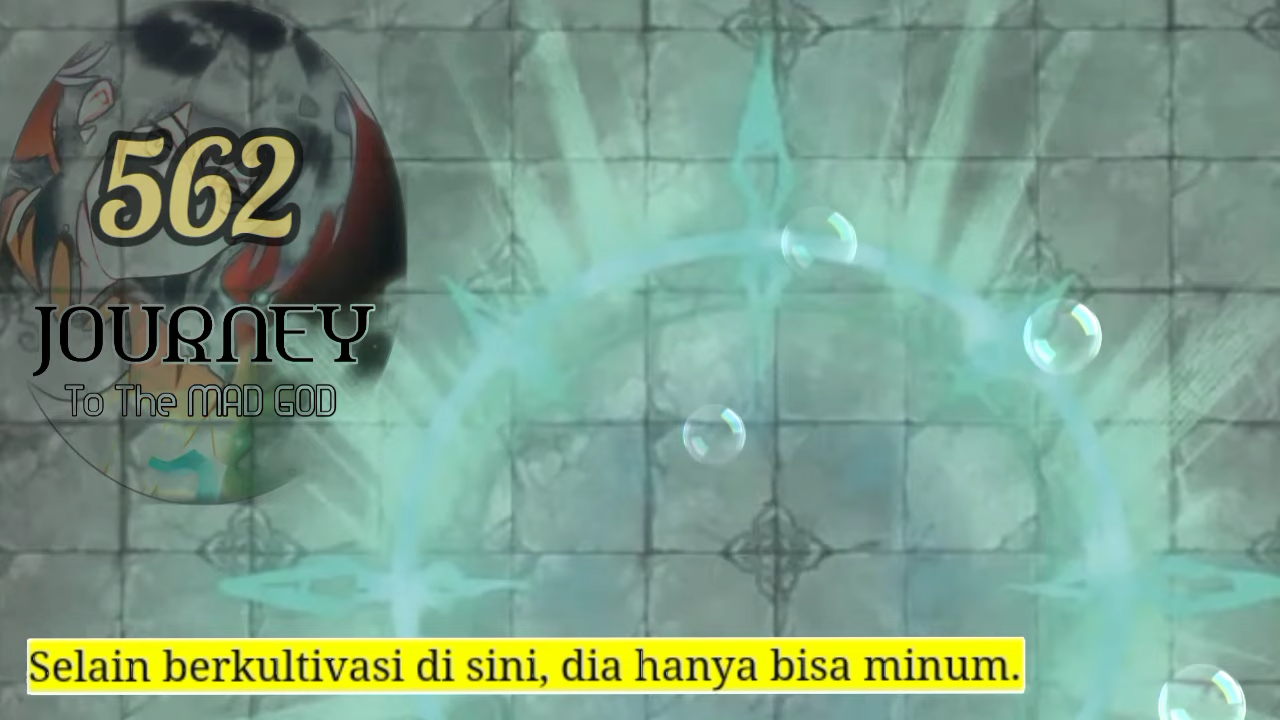 562
JOURNEY
To The MAD GOD
Selain berkultivasi di sini, dia hanya bisa minum.